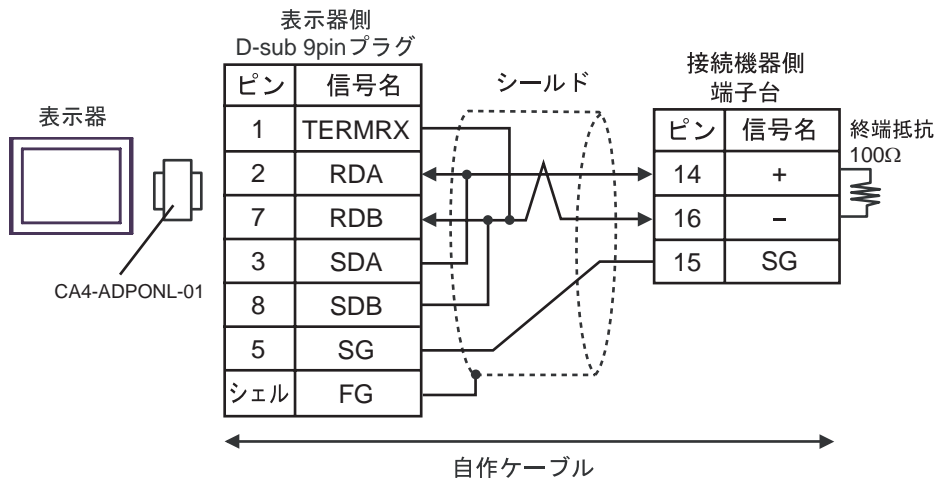 表示器側
D-sub 9pinプラグ
ピン 信号名
1 TERMRX
2 RDA
7 RDB
3 SDA
8 SDB
5 SG
シェル FG
シールド
接続機器側
端子台
ピン 信号名
14 +
16 −
15 SG
終端抵抗
100Ω
表示器
CA4-ADPONL-01
自作ケーブル